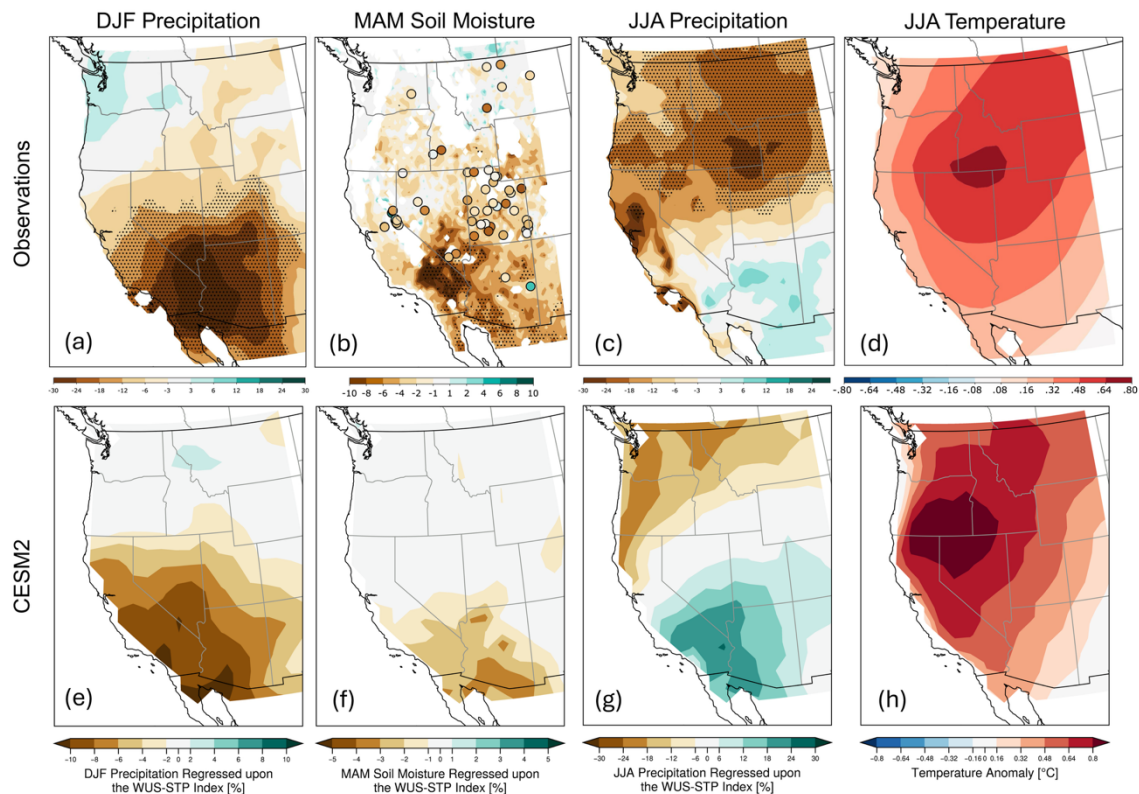 DJF Precipitation MAM Soil Moisture JJA Precipitation JJA Temperature
Observations
(a) (b) (c) (d)
-30 -24 -18 -12 -6 -3 3 6 12 18 24 30
-10 -8 -6 -4 -2 0 2 4 6 8 10
-30 -24 -18 -12 -6 -3 3 6 12 18 24
-.80 -.64 -.48 -.32 -.16 -.08 .08 .16 .32 .48 .64 .80
CESM2
(e) (f) (g) (h)
−10 −8 −6 −4 −2 0 2 4 6 8 10
DJF Precipitation Regressed upon
the WUS-STP Index [%]
−5 −4 −3 −2 −1 0 1 2 3 4 5
MAM Soil Moisture Regressed upon
the WUS-STP Index [%]
−30 −24 −18 −12 −6 0 6 12 18 24 30
JJA Precipitation Regressed upon
the WUS-STP Index [%]
-0.8 -0.64 -0.48 -0.32 -0.16 0.16 0.32 0.48 0.64 0.8
Temperature Anomaly [°C]